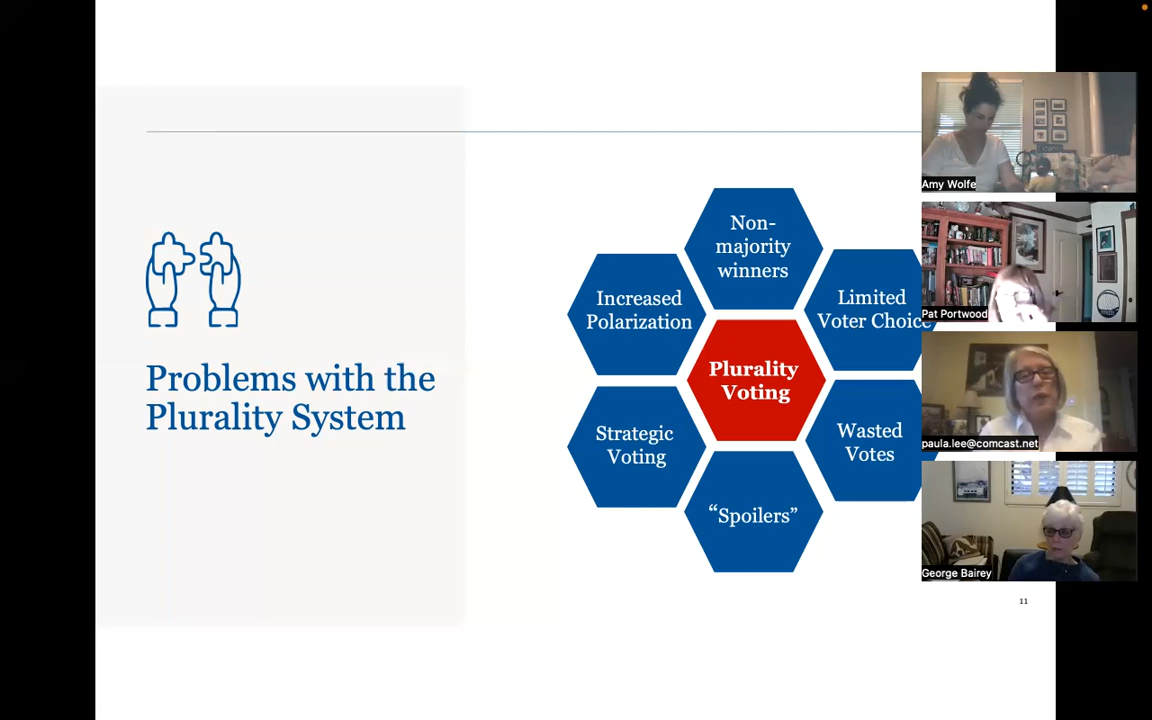 Problems with the
Plurality System
Non-
majority
winners
Increased
Polarization
Limited
Voter Choice
Plurality
Voting
Strategic
Voting
Wasted
Votes
“Spoilers”
11
Amy Wolfe
Pat Portwood
paula.lee@comcast.net
George Bairey